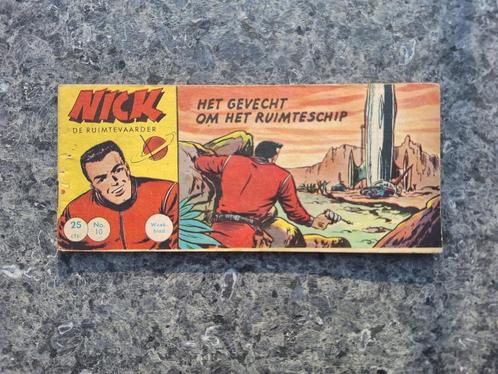 NICK
DE RUIMTEVAARDER
HET GEVECHT
OM HET RUIMTESCHIP
25
cts.
No.
10
Week-
blad